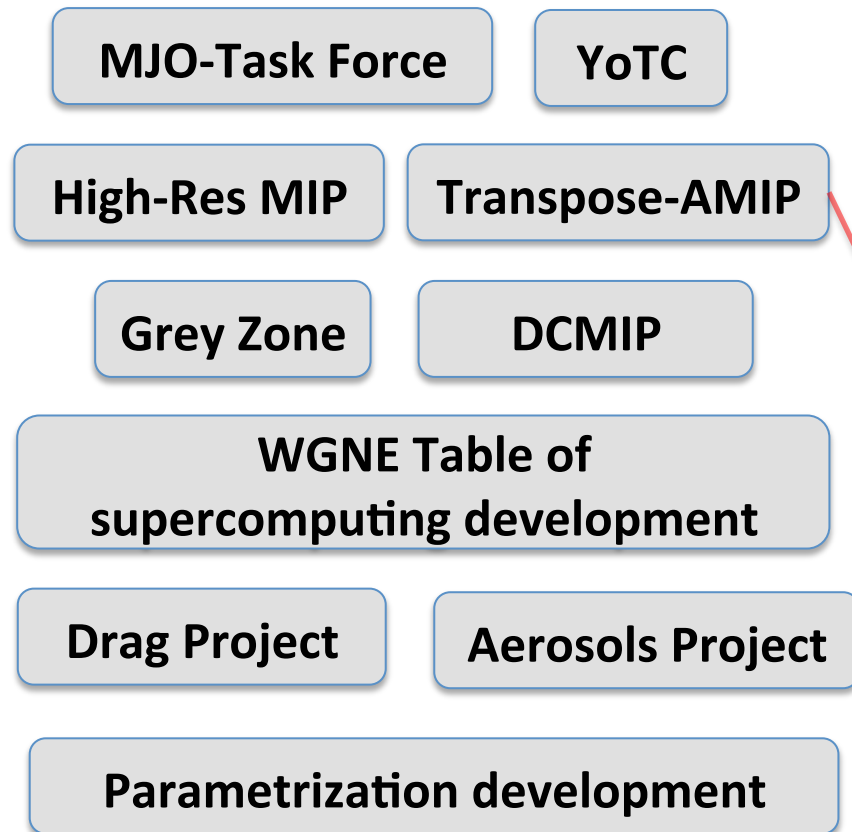 MJO-Task Force
YoTC
High-Res MIP
Transpose-AMIP
Grey Zone
DCMIP
WGNE Table of
supercomputing development
Drag Project
Aerosols Project
Parametrization development